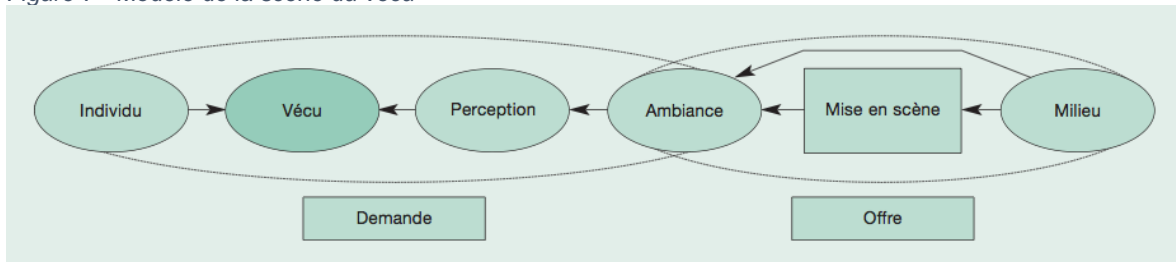 Individu
Vécu
Perception
Ambiance
Mise en scène
Milieu
Demande
Offre